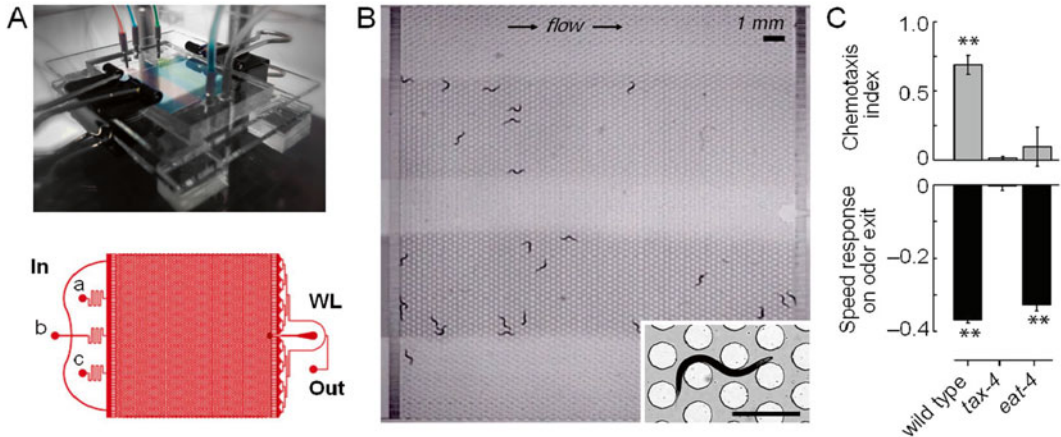 A
In
a
b
c
WL
Out
B
→ flow →
1 mm
C
Chemotaxis
index
1.0
0.5
0
**
Speed response
on odor exit
0
−0.2
−0.4
**
**
wild type
tax-4
eat-4